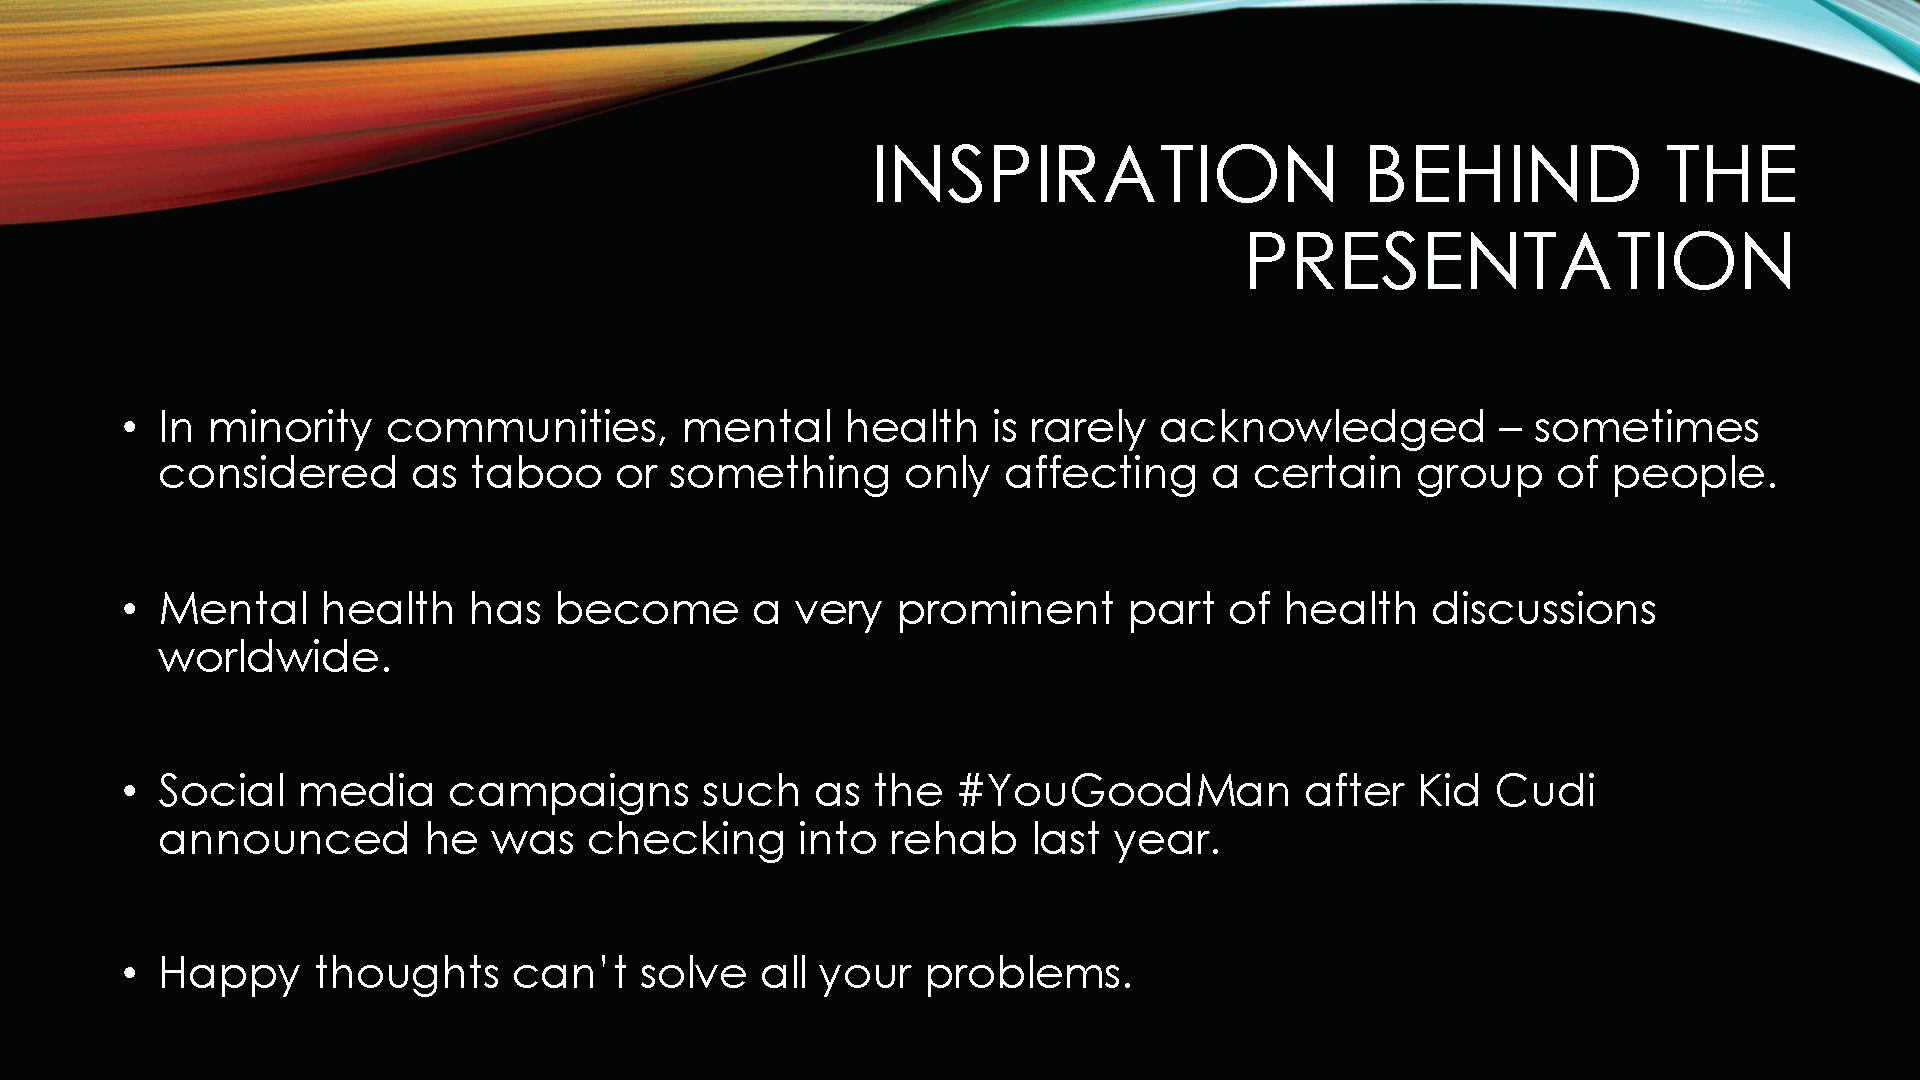 INSPIRATION BEHIND THE
PRESENTATION
• In minority communities, mental health is rarely acknowledged – sometimes
considered as taboo or something only affecting a certain group of people.
• Mental health has become a very prominent part of health discussions
worldwide.
• Social media campaigns such as the #YouGoodMan after Kid Cudi
announced he was checking into rehab last year.
• Happy thoughts can’t solve all your problems.